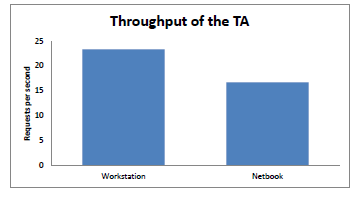 Throughput of the TA
Requests per second
25
20
15
10
5
0
Workstation
Netbook